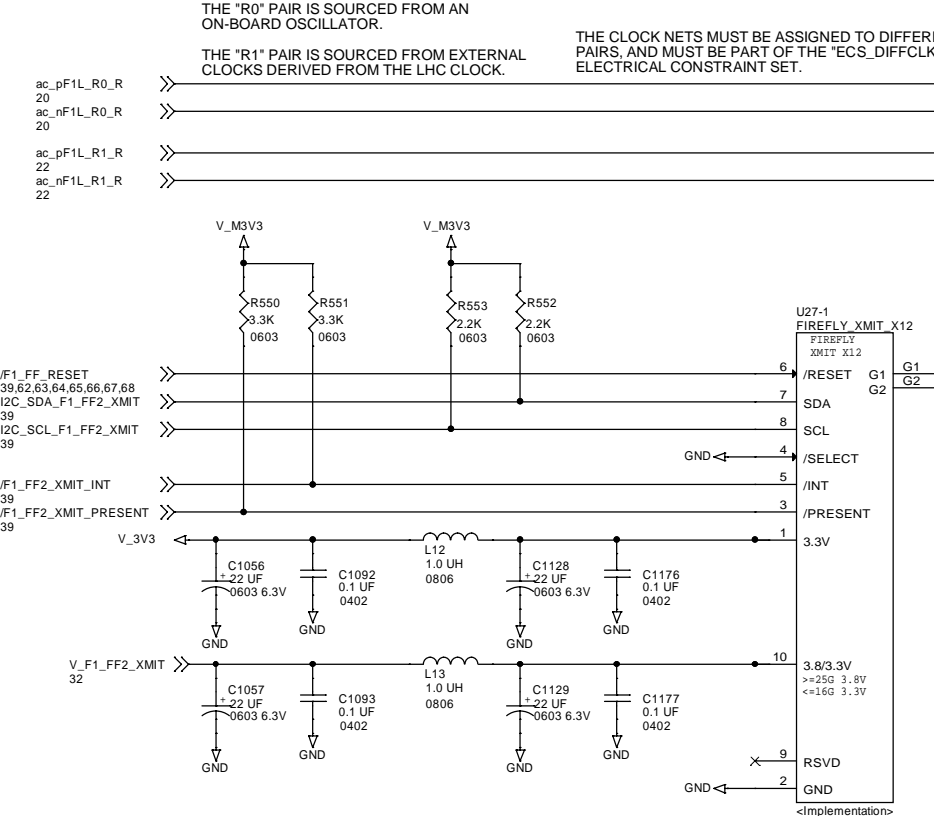 THE "R0" PAIR IS SOURCED FROM AN
ON-BOARD OSCILLATOR.
THE "R1" PAIR IS SOURCED FROM EXTERNAL
CLOCKS DERIVED FROM THE LHC CLOCK.
THE CLOCK NETS MUST BE ASSIGNED TO DIFFERE
PAIRS, AND MUST BE PART OF THE "ECS_DIFFCLK
ELECTRICAL CONSTRAINT SET.
ac_pF1L_R0_R
20
ac_nF1L_R0_R
20
ac_pF1L_R1_R
22
ac_nF1L_R1_R
22
V_M3V3
V_M3V3
R550
3.3K
0603
R551
3.3K
0603
R553
2.2K
0603
R552
2.2K
0603
U27-1
FIREFLY_XMIT_X12
FIREFLY
XMIT X12
/F1_FF_RESET
39,62,63,64,65,66,67,68
6
/RESET
G1
G1
G2
G2
I2C_SDA_F1_FF2_XMIT
39
7
SDA
I2C_SCL_F1_FF2_XMIT
39
8
SCL
GND
4
/SELECT
/F1_FF2_XMIT_INT
39
5
/INT
/F1_FF2_XMIT_PRESENT
39
3
/PRESENT
V_3V3
1
3.3V
L12
1.0 UH
0806
C1056
+
22 UF
0603 6.3V
GND
C1092
0.1 UF
0402
GND
C1128
+
22 UF
0603 6.3V
GND
C1176
0.1 UF
0402
GND
V_F1_FF2_XMIT
32
10
3.8/3.3V
>=25G 3.8V
<=16G 3.3V
L13
1.0 UH
0806
C1057
+
22 UF
0603 6.3V
GND
C1093
0.1 UF
0402
GND
C1129
+
22 UF
0603 6.3V
GND
C1177
0.1 UF
0402
GND
9
RSVD
GND
2
GND
<Implementation>